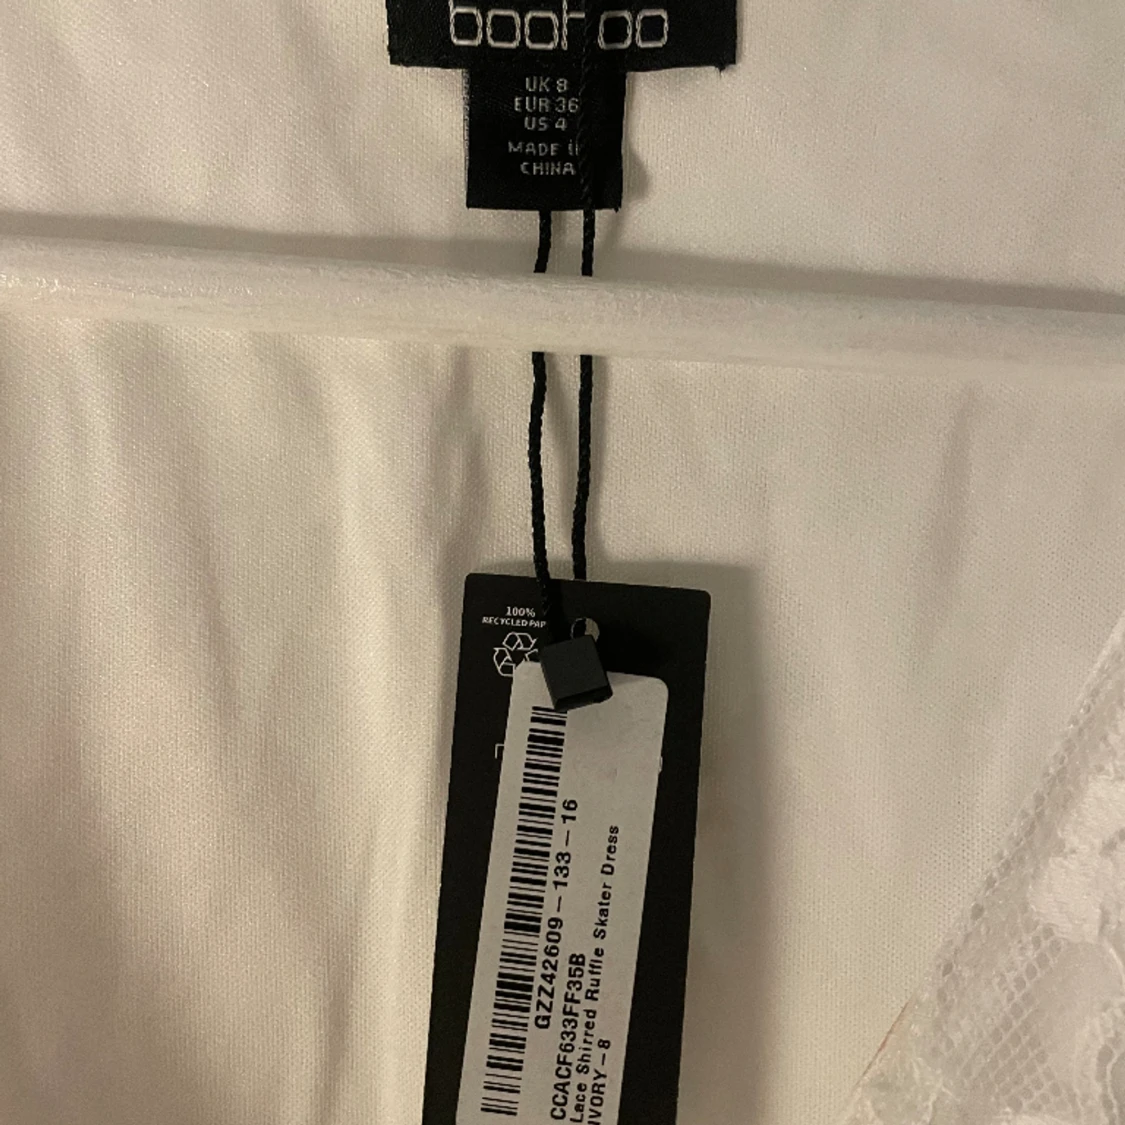 boohoo
UK 8
EUR 36
US 4
MADE I
CHINA
100%
RECYCLED PAP
GZZ42609-133-16
CCACF633FF35B
Lace Shirred Ruffle Skater Dress
IVORY-8